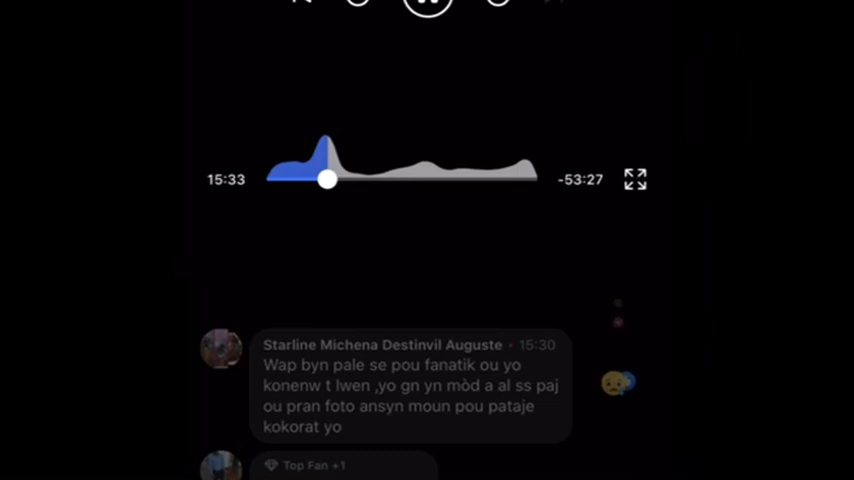 15:33
-53:27
Starline Michena Destinvil Auguste • 15:30
Wap byn pale se pou fanatik ou yo
konenw t lwen ,yo gn yn mòd a al ss paj
ou pran foto ansyn moun pou pataje
kokorat yo
Top Fan +1